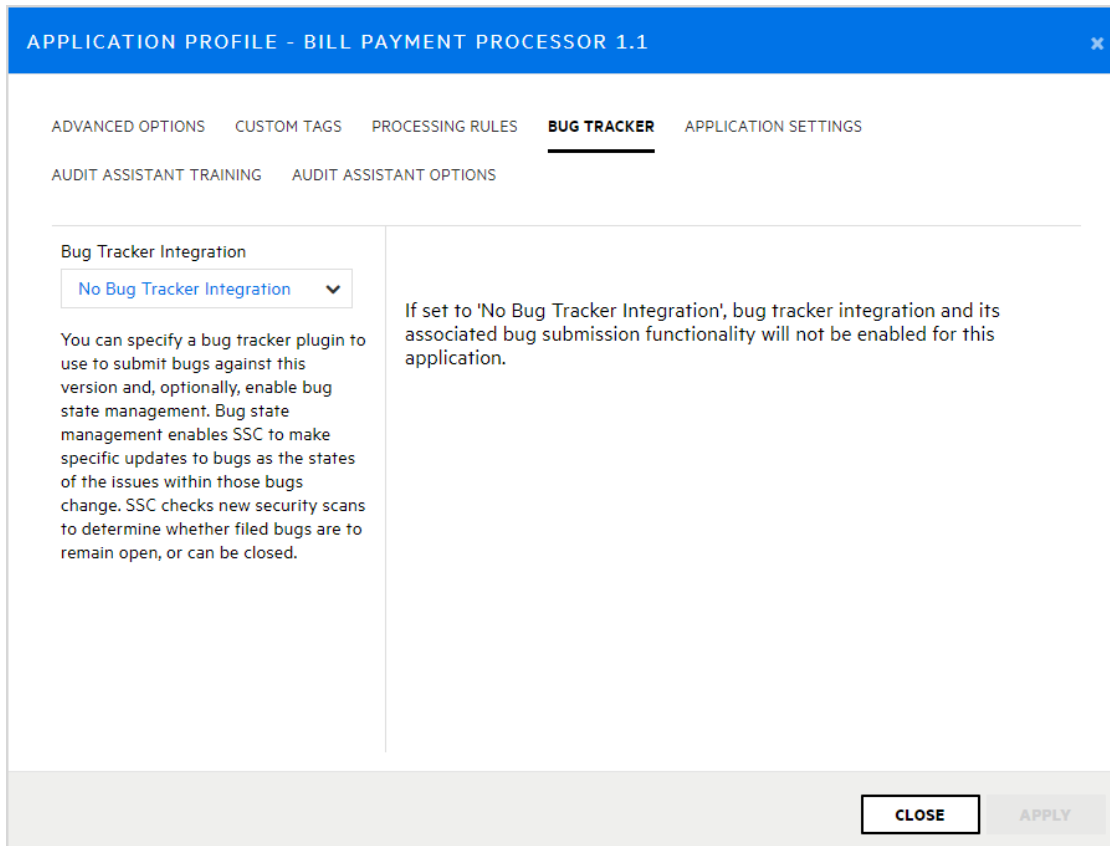 APPLICATION PROFILE - BILL PAYMENT PROCESSOR 1.1
ADVANCED OPTIONS CUSTOM TAGS PROCESSING RULES BUG TRACKER APPLICATION SETTINGS
AUDIT ASSISTANT TRAINING AUDIT ASSISTANT OPTIONS
Bug Tracker Integration
No Bug Tracker Integration
You can specify a bug tracker plugin to
use to submit bugs against this
version and, optionally, enable bug
state management. Bug state
management enables SSC to make
specific updates to bugs as the states
of the issues within those bugs
change. SSC checks new security scans
to determine whether filed bugs are to
remain open, or can be closed.
If set to 'No Bug Tracker Integration', bug tracker integration and its
associated bug submission functionality will not be enabled for this
application.
CLOSE APPLY